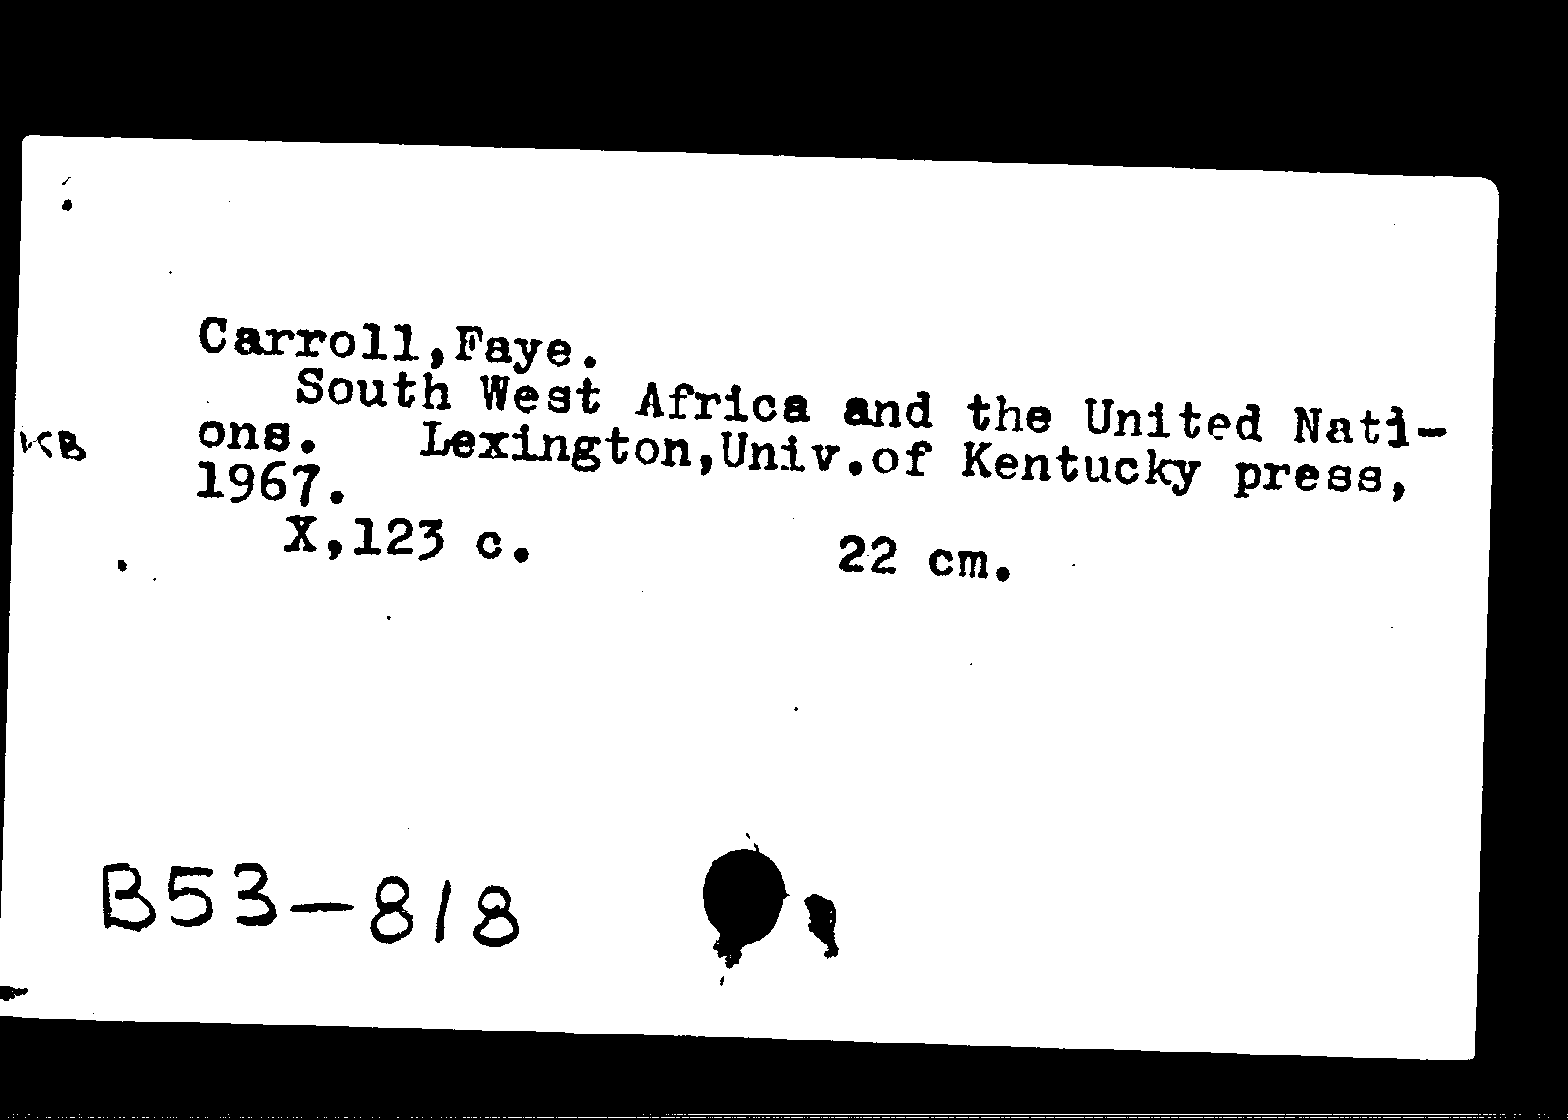 Carroll,Faye.
South West Africa and the United Nati-
ons. Lexington,Univ.of Kentucky press,
КВ
1967.
X,123 c. 22 cm.
B53-818